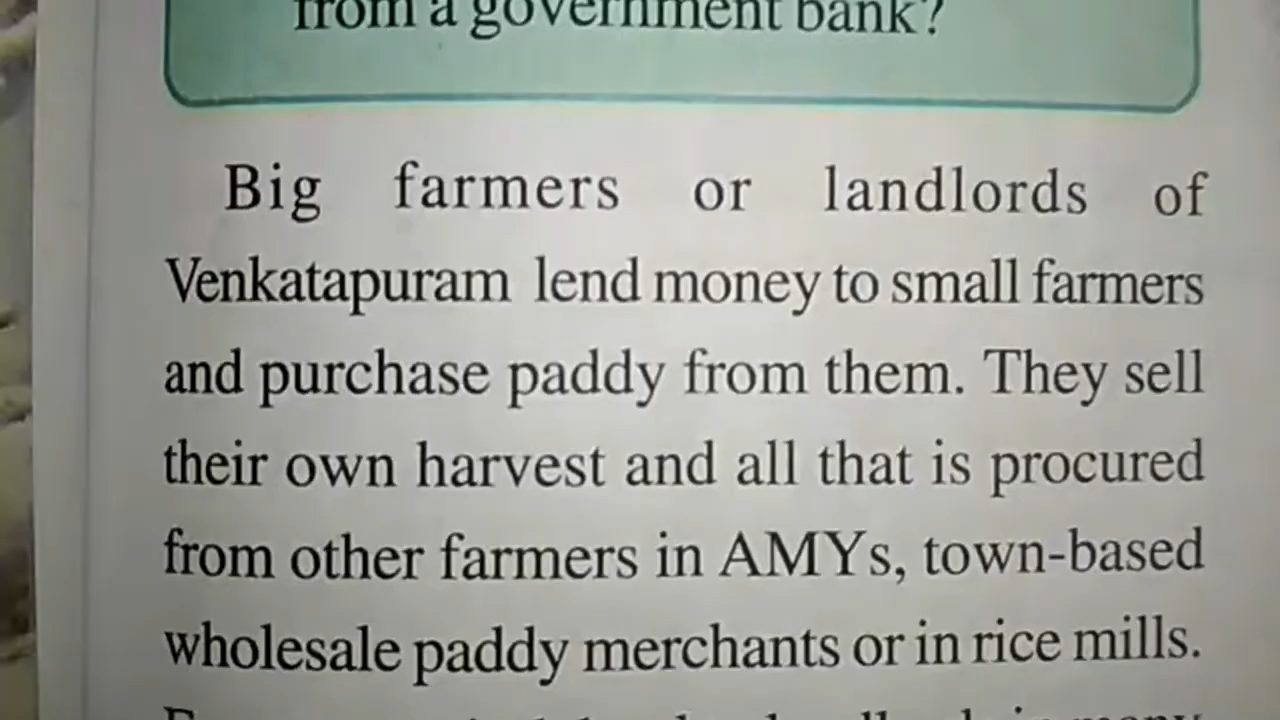 from a government bank?
Big farmers or landlords of
Venkatapuram lend money to small farmers
and purchase paddy from them. They sell
their own harvest and all that is procured
from other farmers in AMYs, town-based
wholesale paddy merchants or in rice mills.